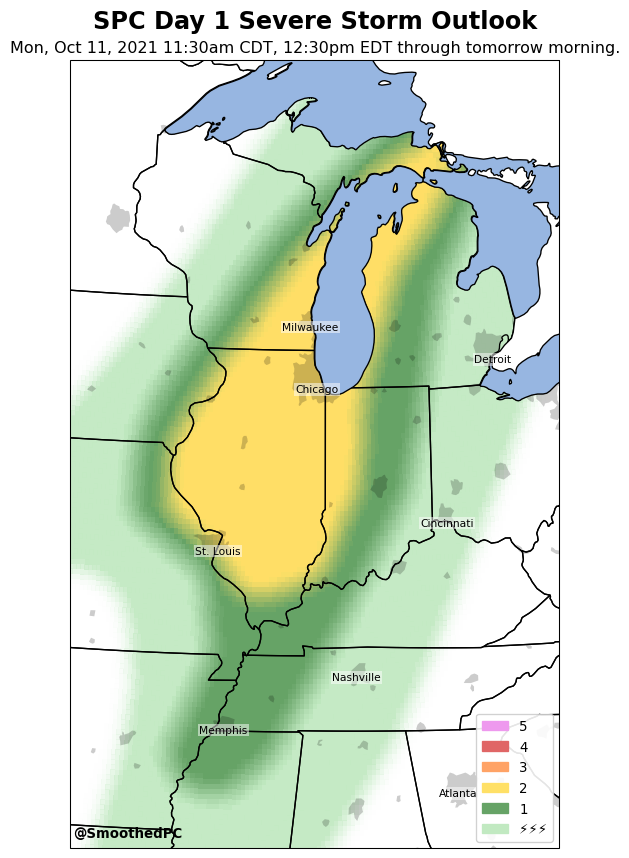 SPC Day 1 Severe Storm Outlook
Mon, Oct 11, 2021 11:30am CDT, 12:30pm EDT through tomorrow morning.
Milwaukee
Detroit
Chicago
Cincinnati
St. Louis
Nashville
Memphis
Atlanta
5
4
3
2
1
⚡⚡⚡
@SmoothedPC